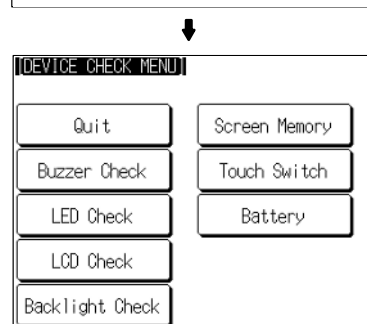 [DEVICE CHECK MENU]
Quit
Screen Memory
Buzzer Check
Touch Switch
LED Check
Battery
LCD Check
Backlight Check